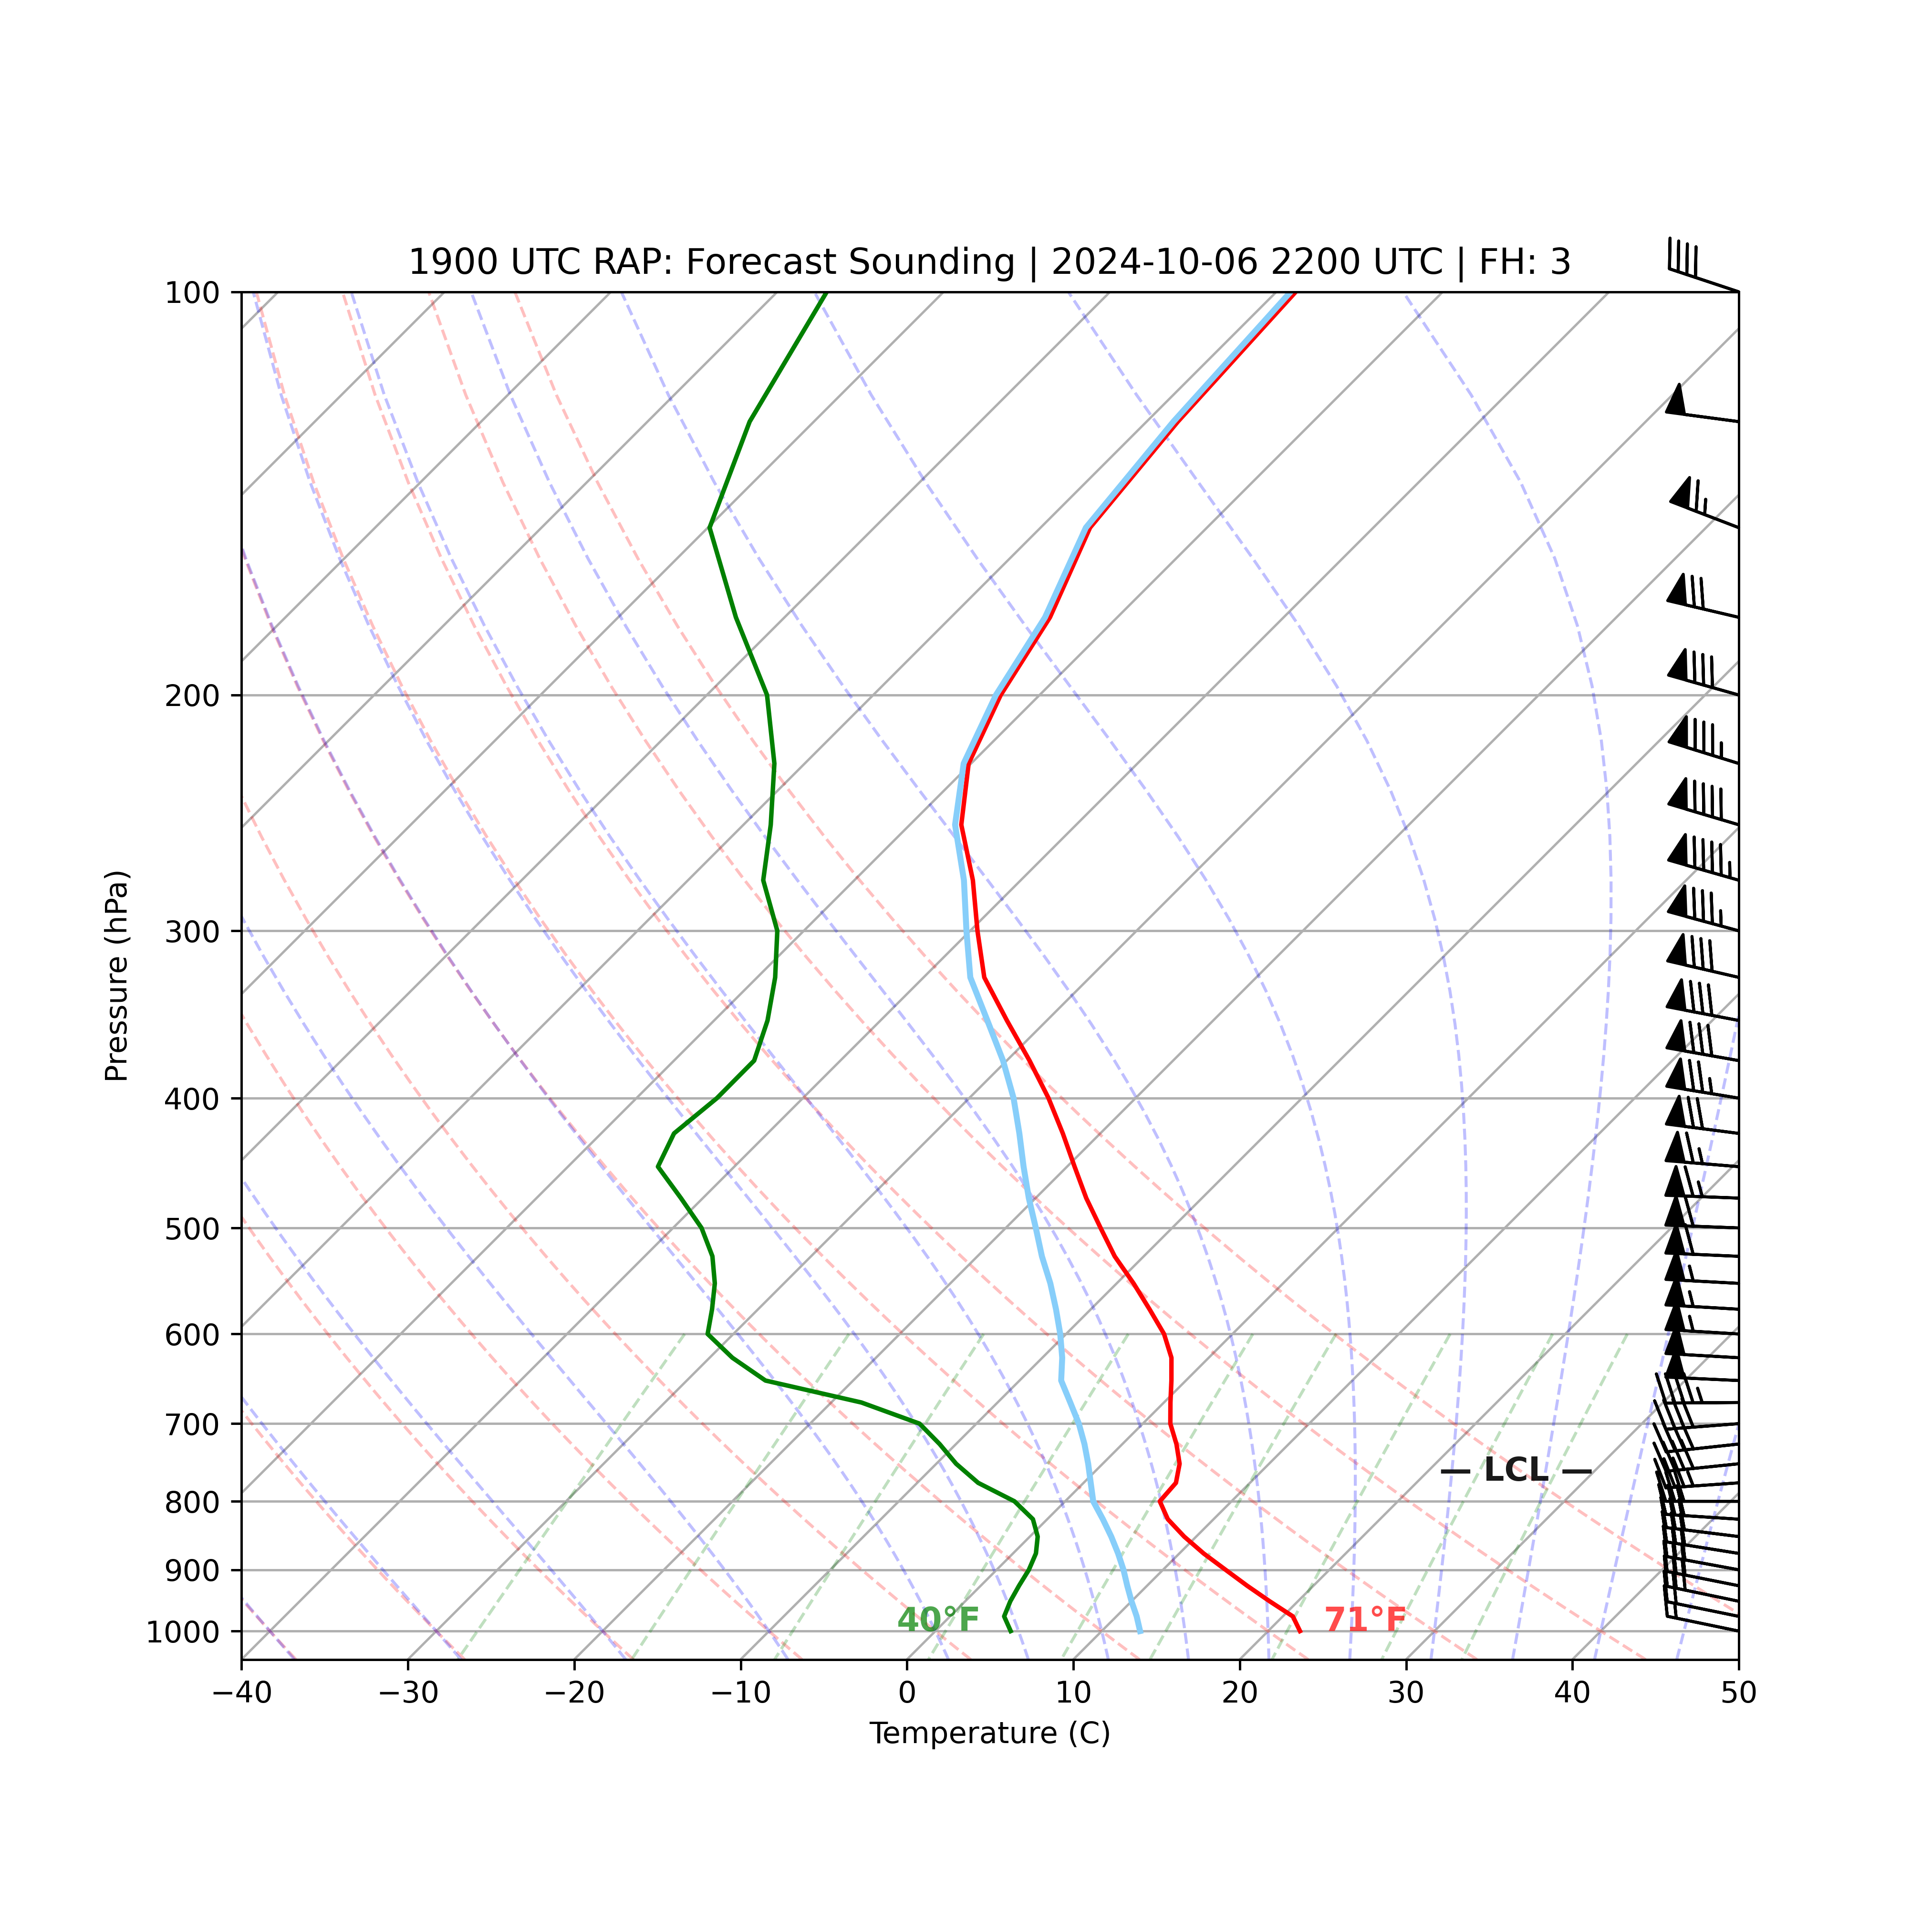 1900 UTC RAP: Forecast Sounding | 2024-10-06 2200 UTC | FH: 3
100
200
300
400
500
600
700
800
900
1000
Pressure (hPa)
— LCL —
40°F
71°F
−40 −30 −20 −10 0 10 20 30 40 50
Temperature (C)